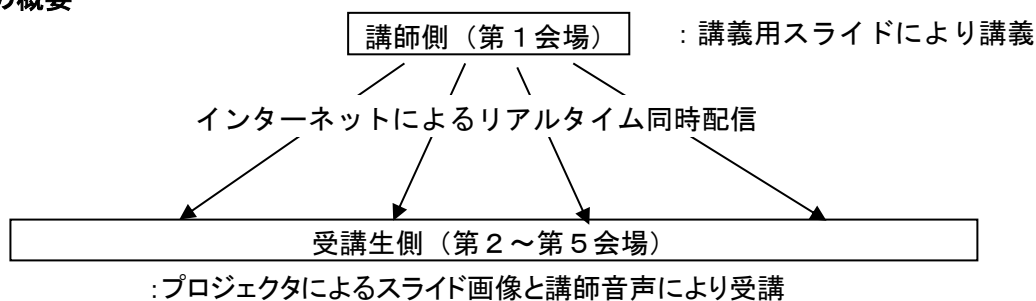 の概要
講師側（第１会場）　：講義用スライドにより講義
インターネットによるリアルタイム同時配信
受講生側（第２～第５会場）
：プロジェクタによるスライド画像と講師音声により受講